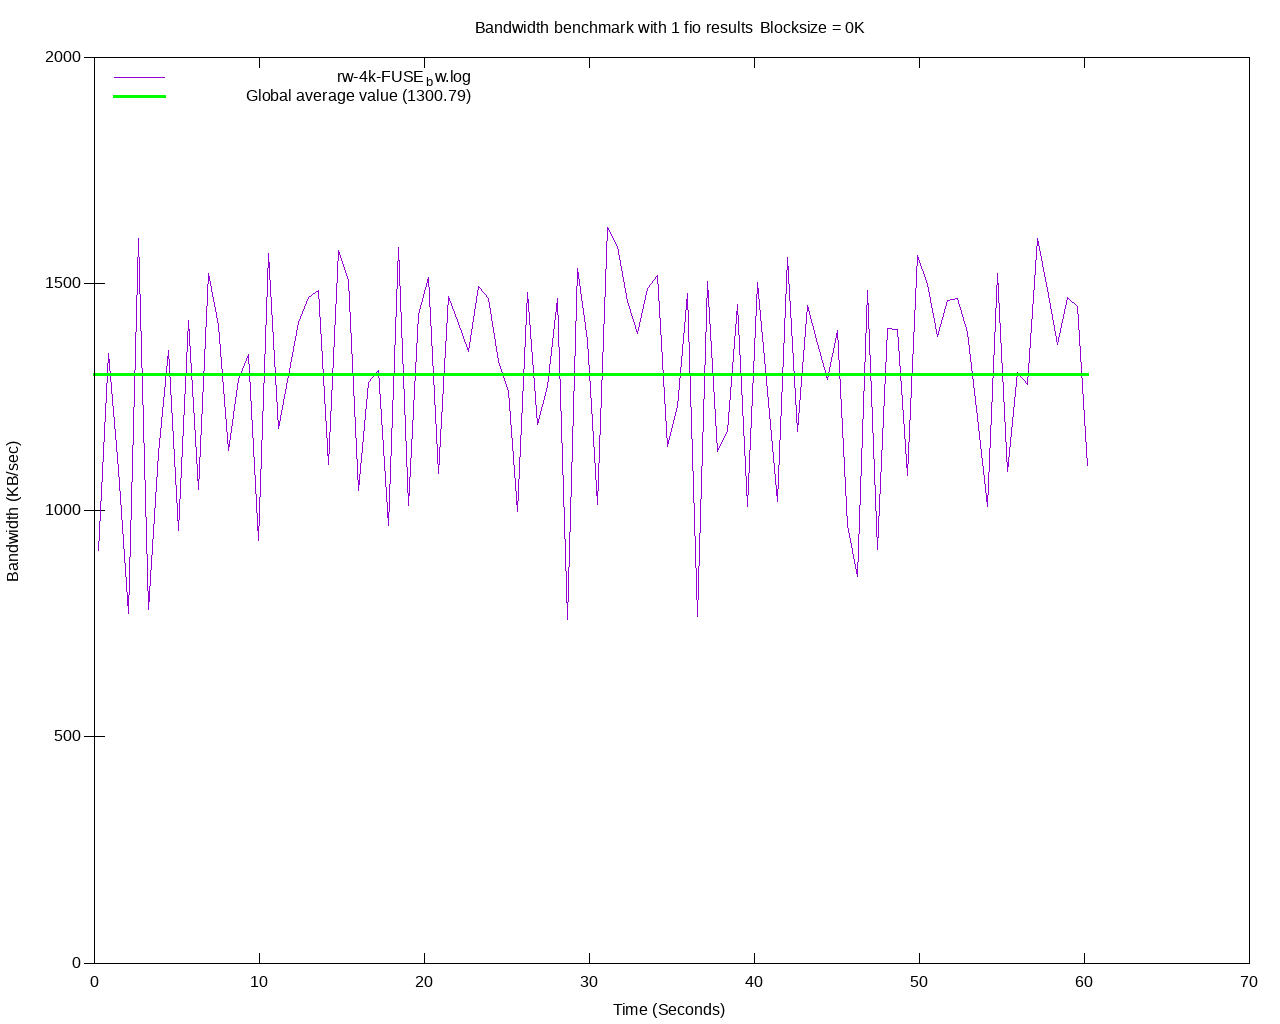 Bandwidth benchmark with 1 fio results Blocksize = 0K
2000
rw-4k-FUSE_bw.log
Global average value (1300.79)
1500
1000
500
0
Bandwidth (KB/sec)
0 10 20 30 40 50 60 70
Time (Seconds)